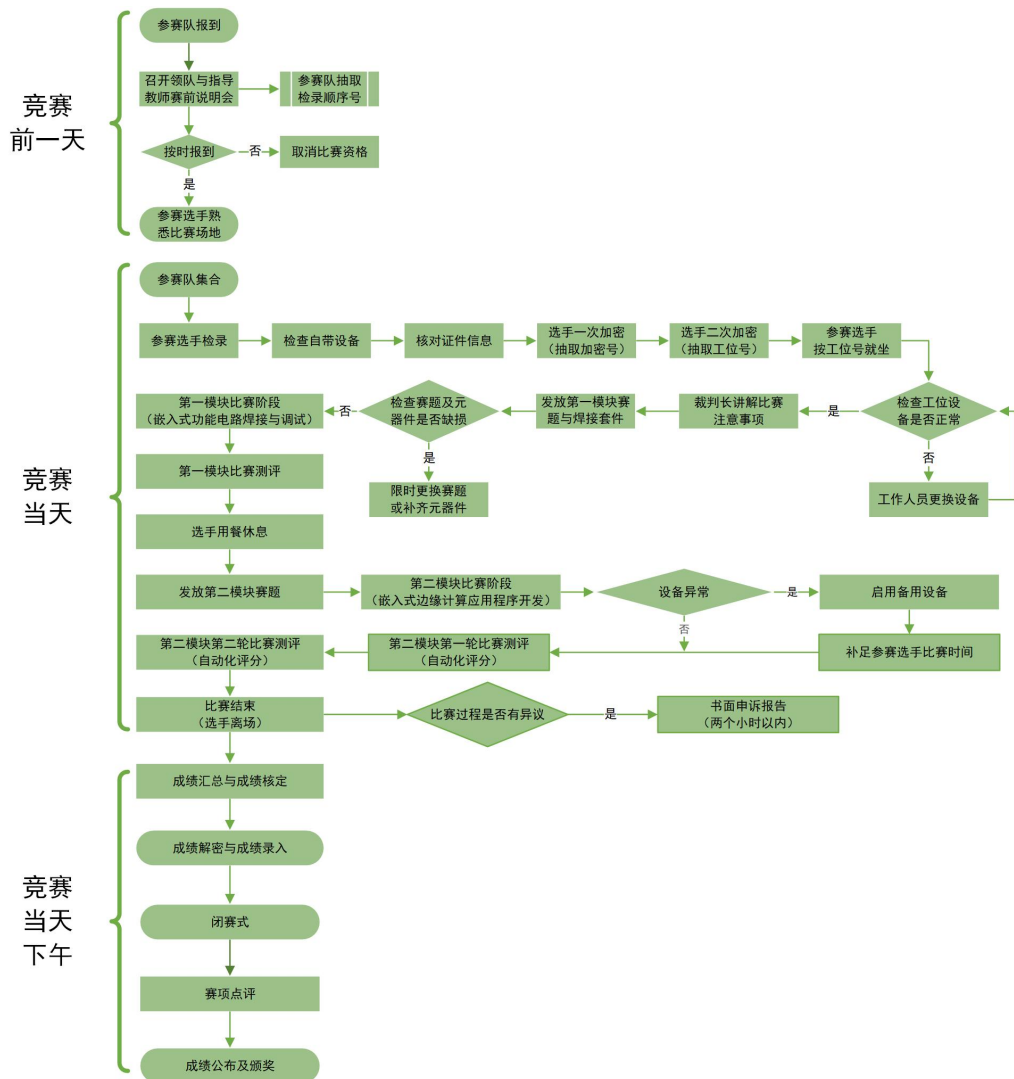 竞赛
前一天
参赛队报到
召开领队与指导
教师赛前说明会
参赛队抽取
检录顺序号
按时报到
否
取消比赛资格
是
参赛选手熟
悉比赛场地
竞赛
当天
参赛队集合
参赛选手检录
检查自带设备
核对证件信息
选手一次加密
（抽取加密号）
选手二次加密
（抽取工位号）
参赛选手
按工位号就坐
检查工位设
备是否正常
是
否
工作人员更换设备
裁判长讲解比赛
注意事项
发放第一模块赛
题与焊接套件
检查赛题及元
器件是否缺损
否
是
限时更换赛题
或补齐元器件
第一模块比赛阶段
（嵌入式功能电路焊接与调试）
第一模块比赛测评
选手用餐休息
发放第二模块赛题
第二模块比赛阶段
（嵌入式边缘计算应用程序开发）
设备异常
是
启用备用设备
否
补足参赛选手比赛时间
第二模块第一轮比赛测评
（自动化评分）
第二模块第二轮比赛测评
（自动化评分）
比赛结束
（选手离场）
比赛过程是否有异议
是
书面申诉报告
（两个小时以内）
竞赛
当天
下午
成绩汇总与成绩核定
成绩解密与成绩录入
闭赛式
赛项点评
成绩公布及颁奖